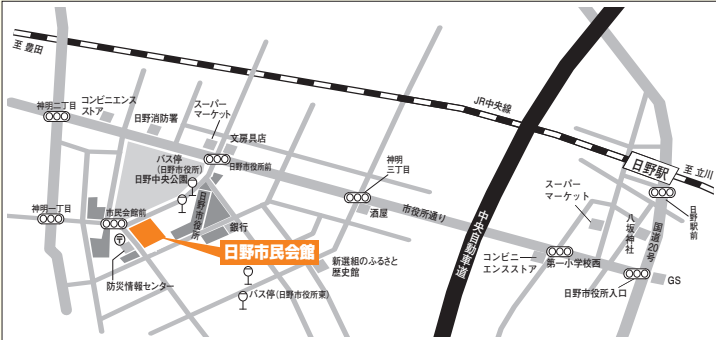 至 豊田
JR中央線
至 立川
日野駅
神明二丁目
コンビニエンス
ストア
日野消防署
スーパー
マーケット
文房具店
日野市役所前
バス停
(日野市役所)
日野中央公園
神明
三丁目
酒屋
市役所通り
中央自動車道
スーパー
マーケット
八坂神社
国道20号
日野
駅前
神明一丁目
市民会館前
〒
日野市役所
銀行
日野市民会館
防災情報センター
バス停(日野市役所東)
新選組のふるさと
歴史館
コンビニ
エンスストア
第一小学校西
日野市役所入口
GS